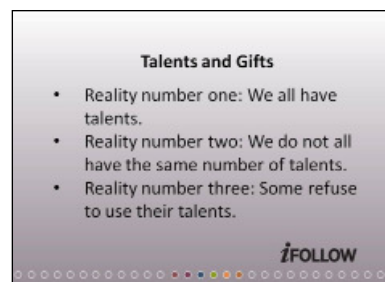 Talents and Gifts
• Reality number one: We all have
talents.
• Reality number two: We do not all
have the same number of talents.
• Reality number three: Some refuse
to use their talents.
iFOLLOW